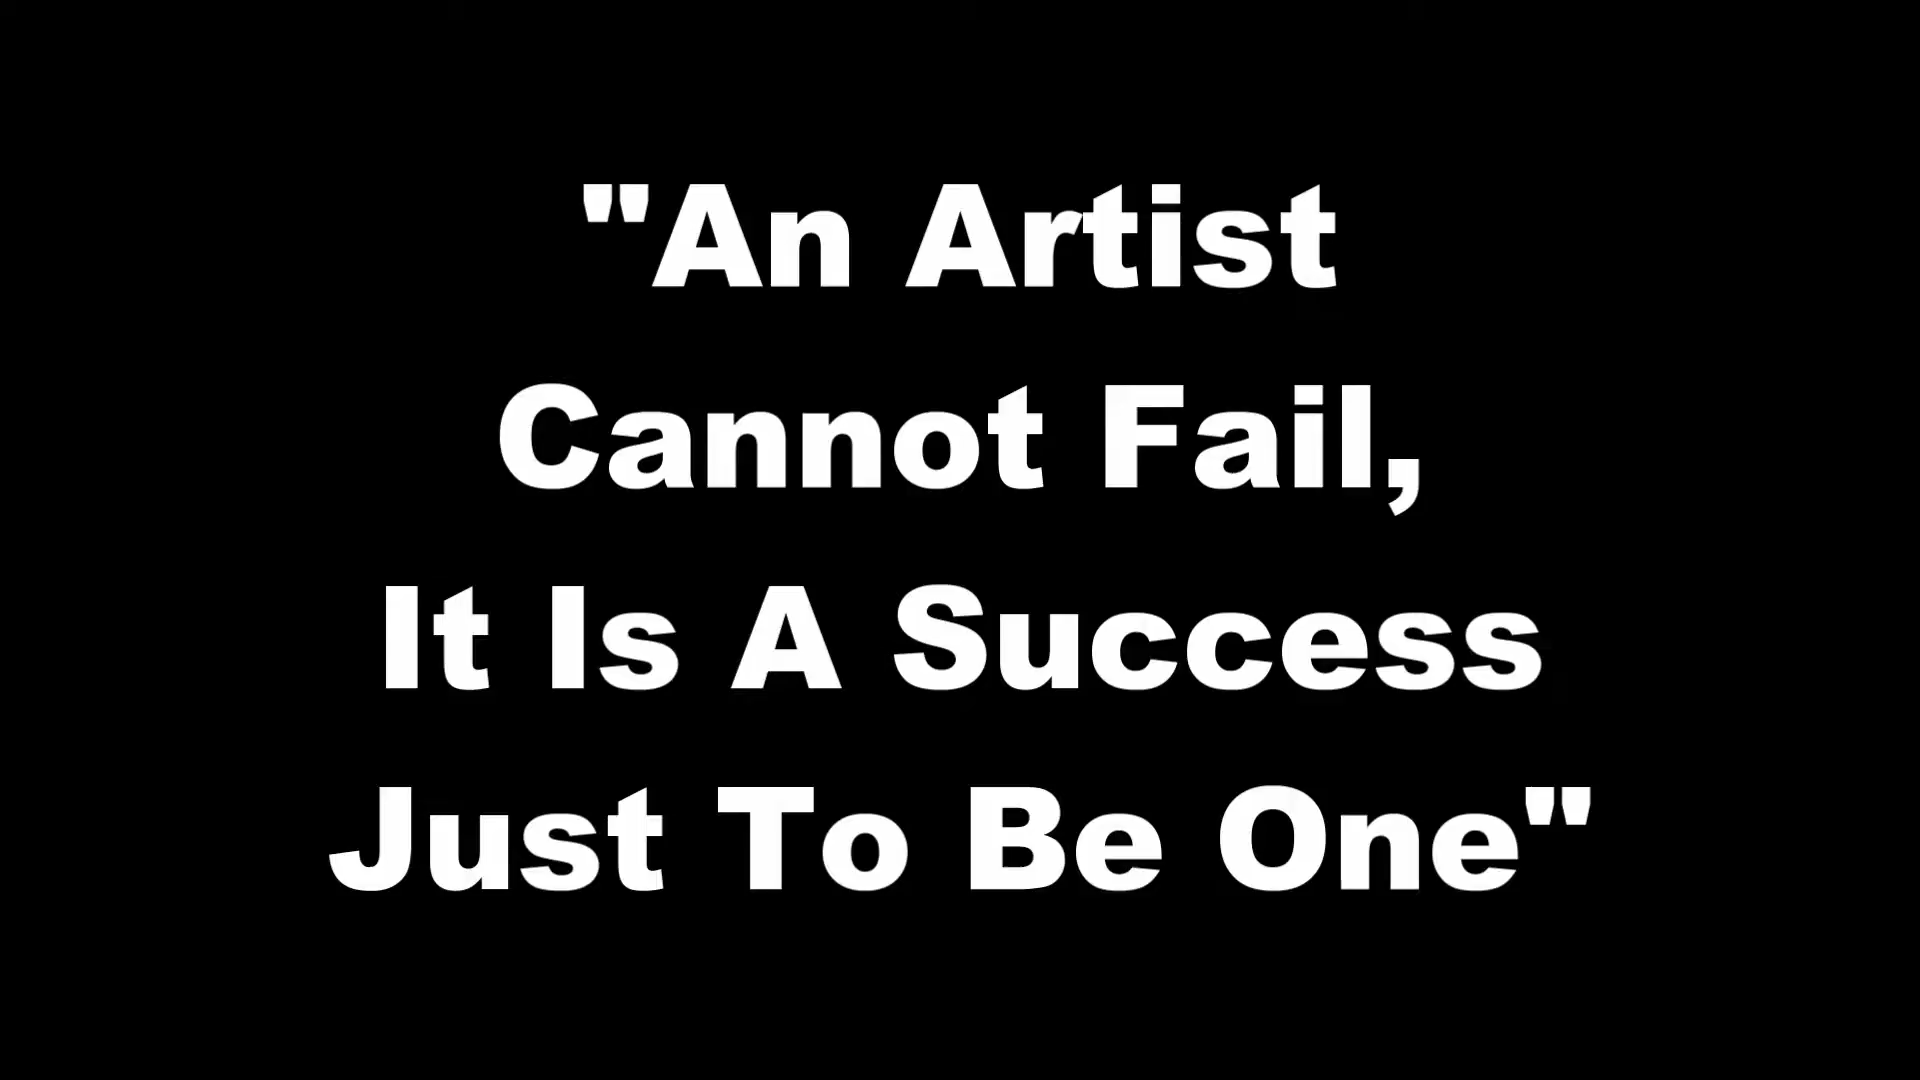 "An Artist
Cannot Fail,
It Is A Success
Just To Be One"